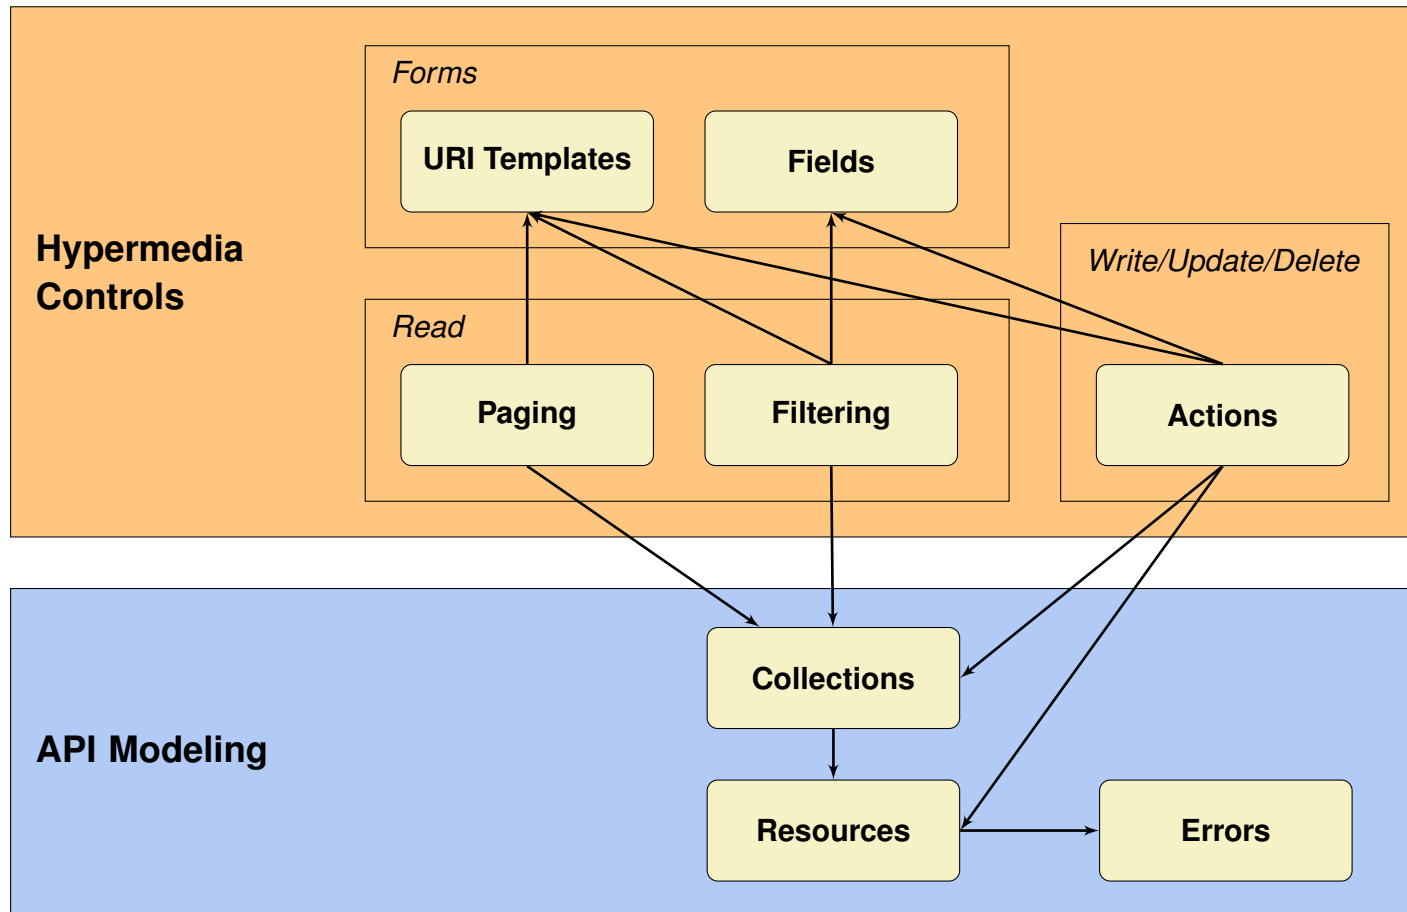 Forms
URI Templates
Fields
Hypermedia
Controls
Write/Update/Delete
Read
Paging
Filtering
Actions
Collections
API Modeling
Resources
Errors